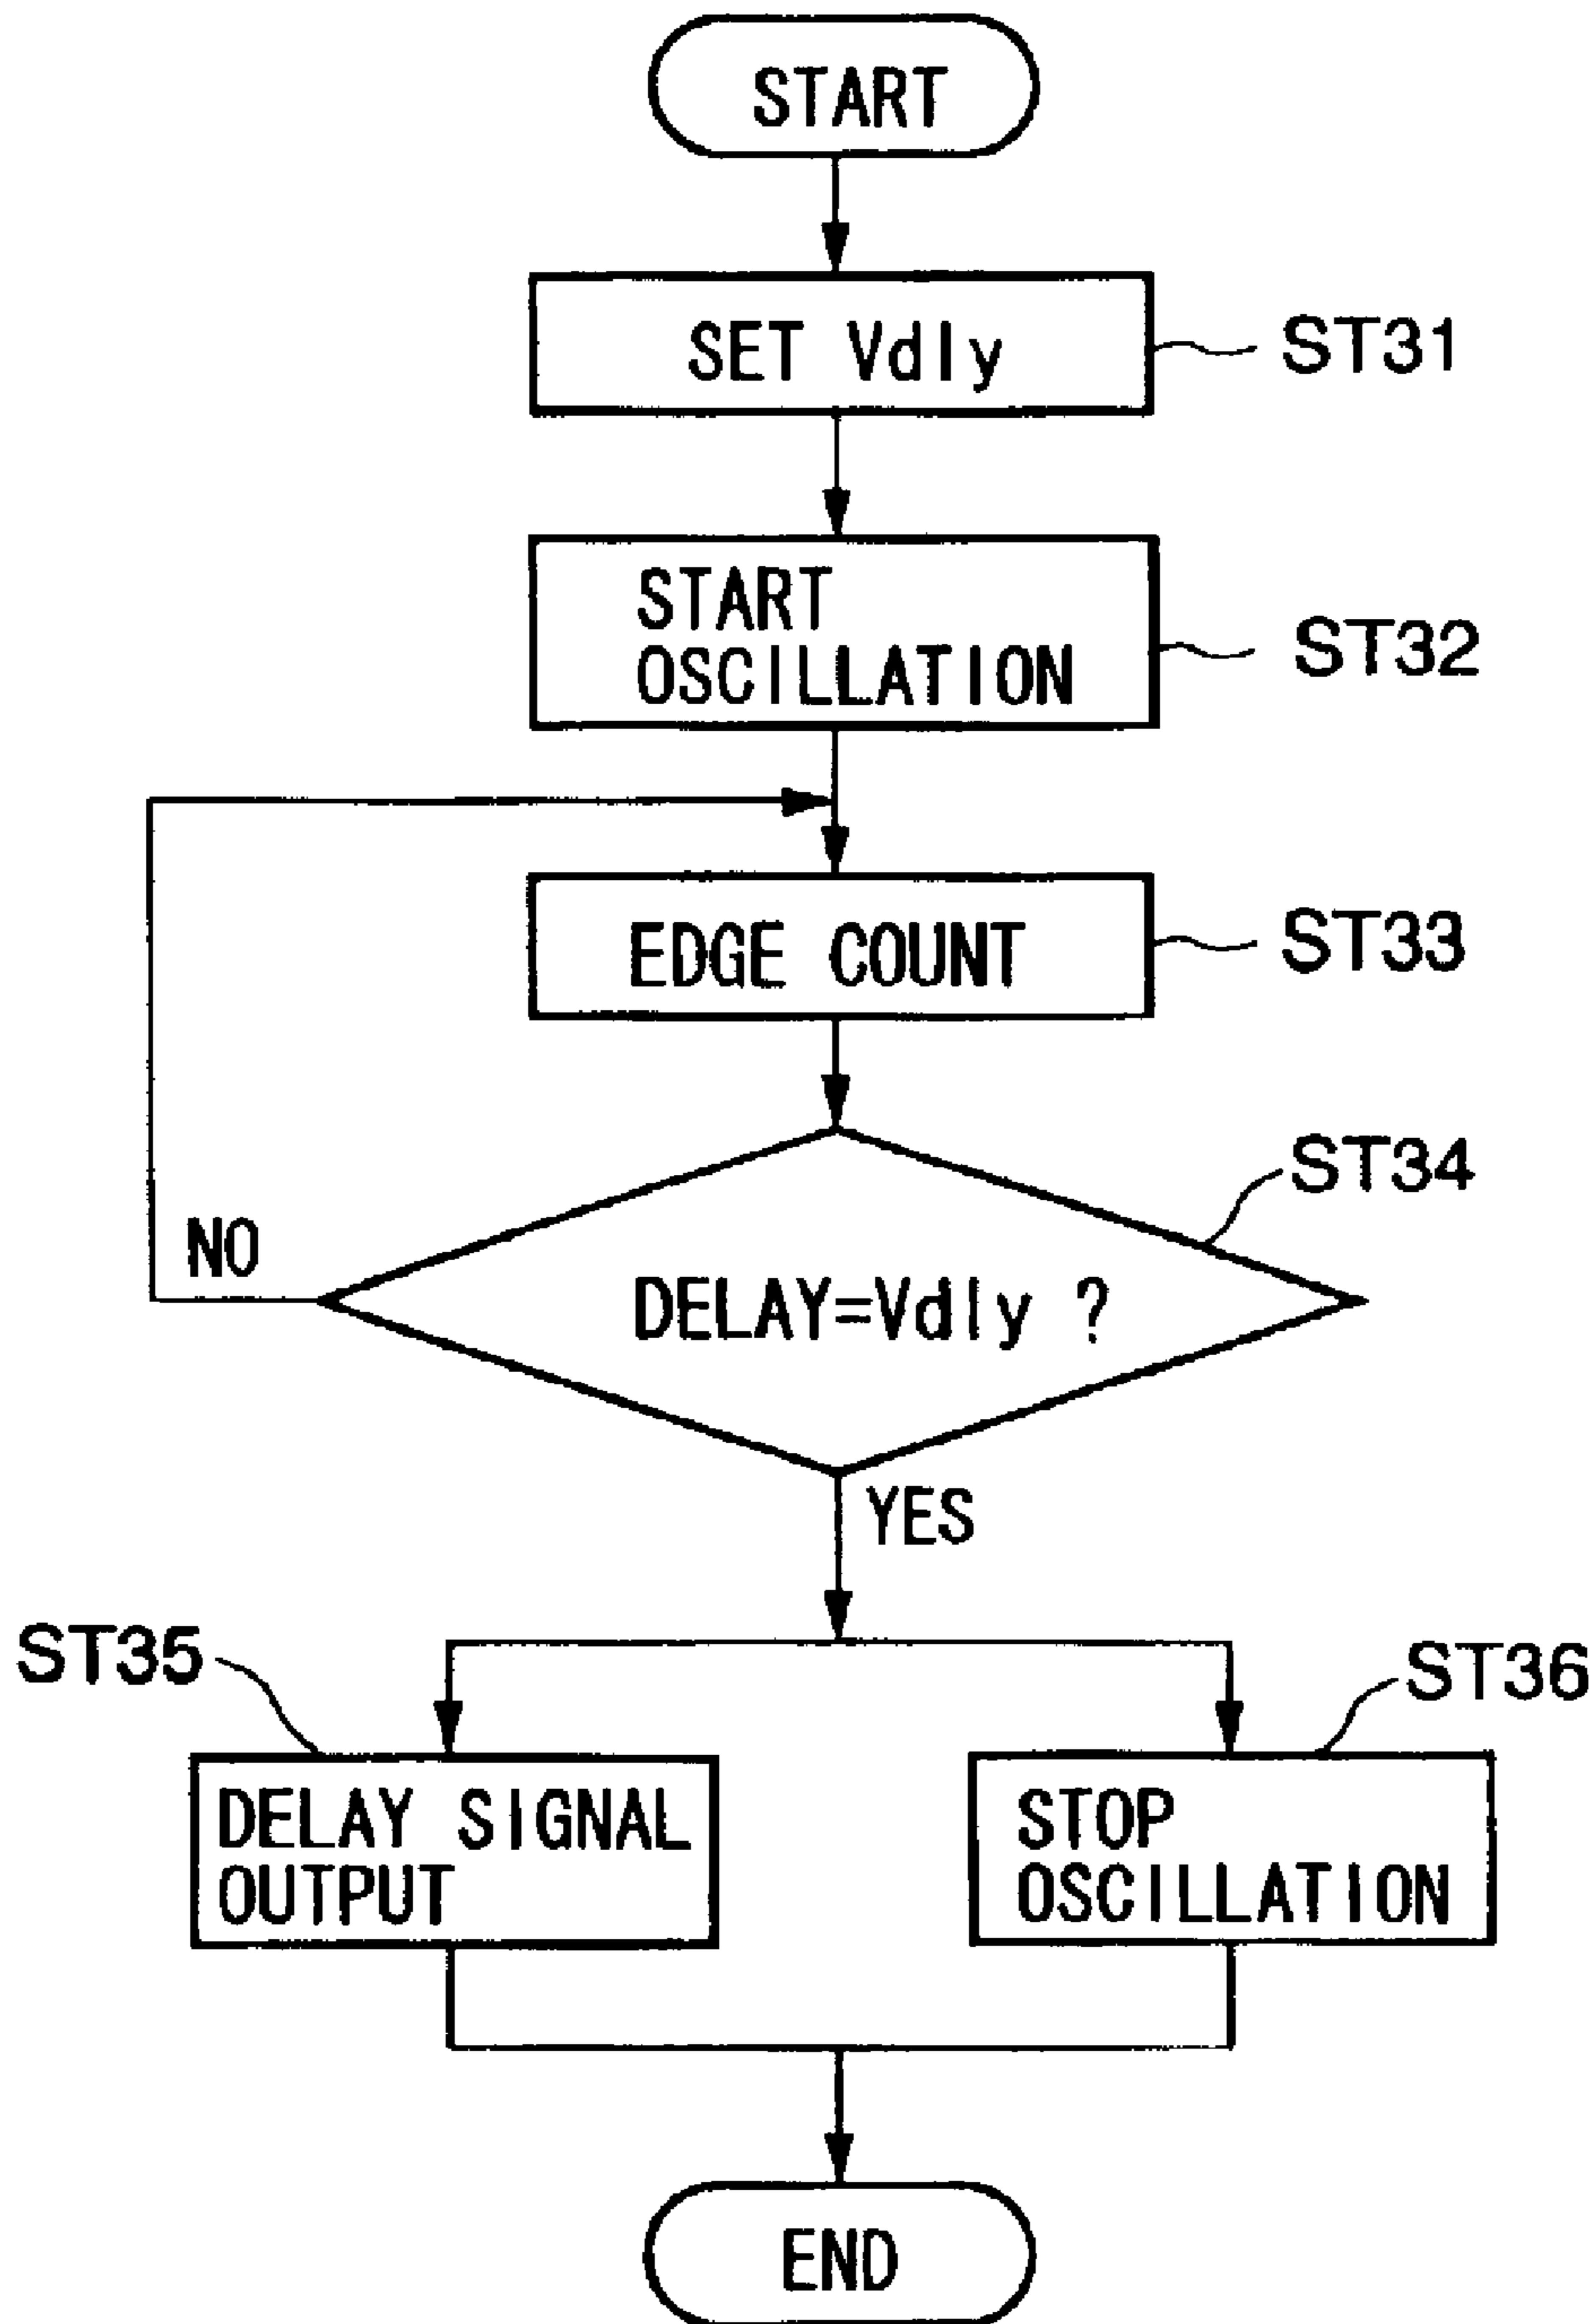 START
SET Vdly
ST31
START
OSCILLATION
ST32
EDGE COUNT
ST33
ST34
DELAY=Vdly ?
NO
YES
ST35
ST36
DELAY SIGNAL
OUTPUT
STOP
OSCILLATION
END